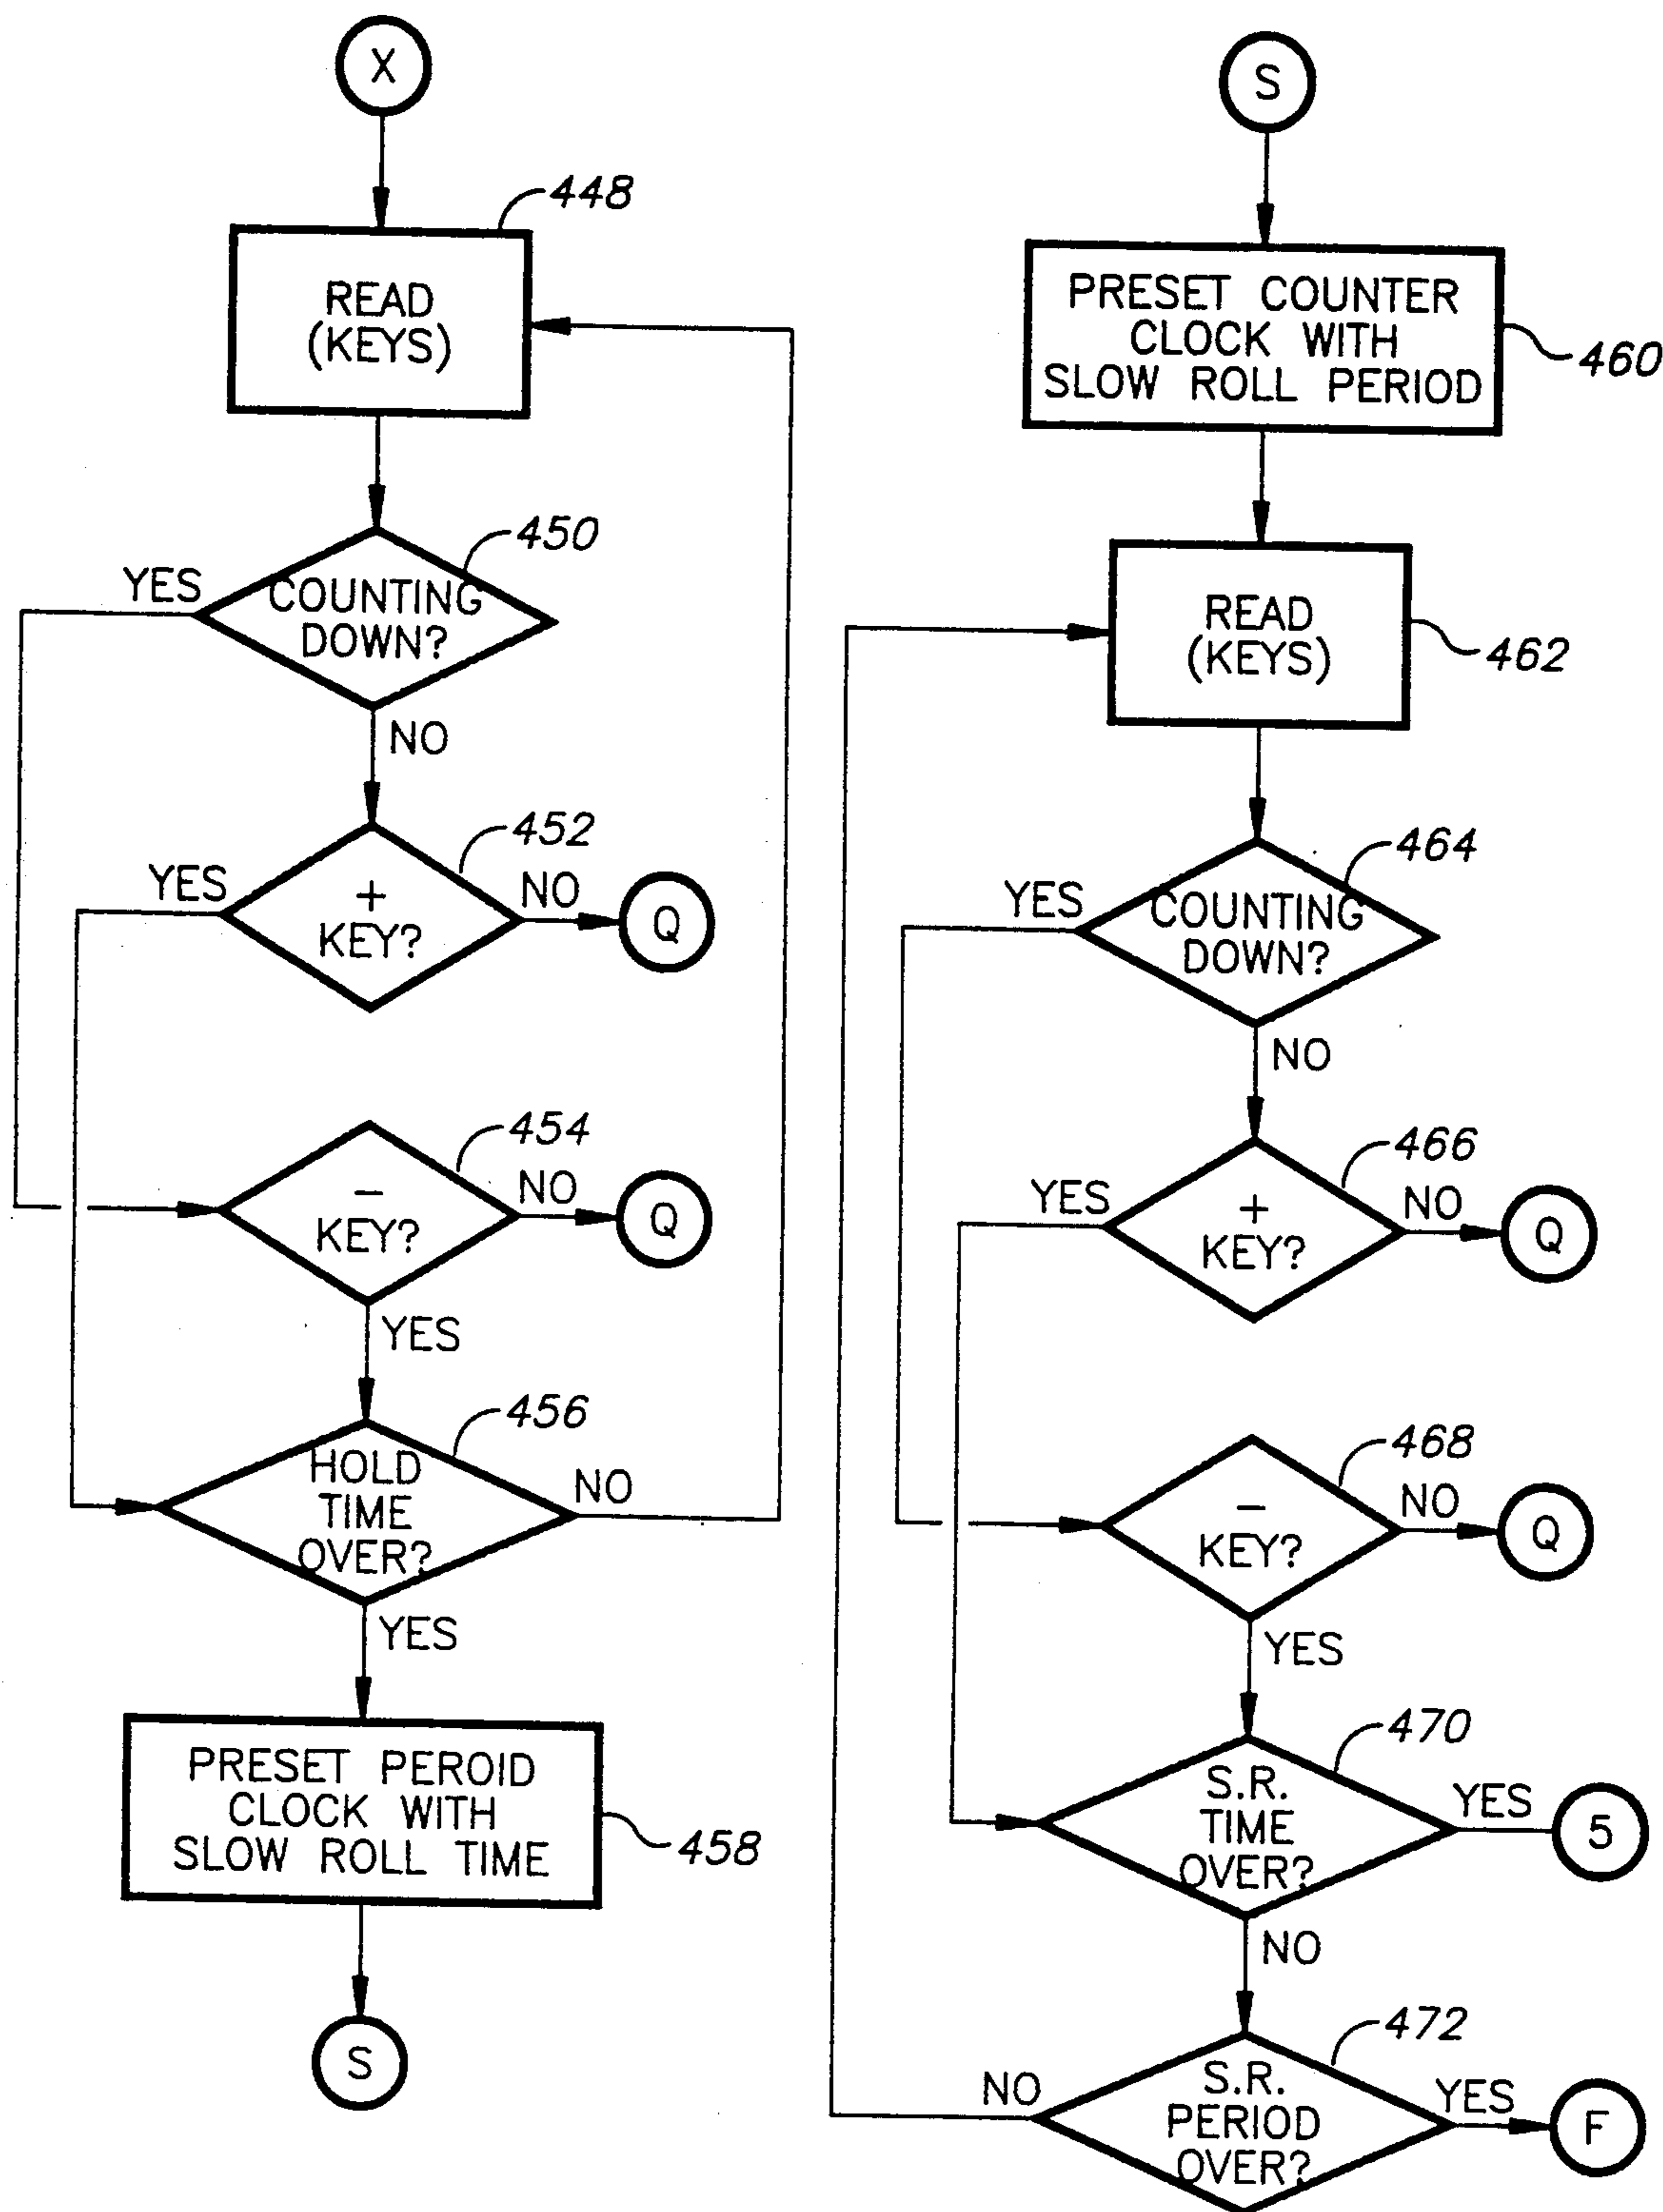 X
448
READ
(KEYS)
450
YES
COUNTING
DOWN?
NO
452
YES
+
KEY?
NO
Q
454
−
KEY?
NO
Q
YES
456
HOLD
TIME
OVER?
NO
YES
PRESET PEROID
CLOCK WITH
SLOW ROLL TIME
458
S
S
PRESET COUNTER
CLOCK WITH
SLOW ROLL PERIOD
460
READ
(KEYS)
462
464
YES
COUNTING
DOWN?
NO
466
YES
+
KEY?
NO
Q
468
−
KEY?
NO
Q
YES
470
S.R.
TIME
OVER?
YES
5
NO
472
NO
S.R.
PERIOD
OVER?
YES
F